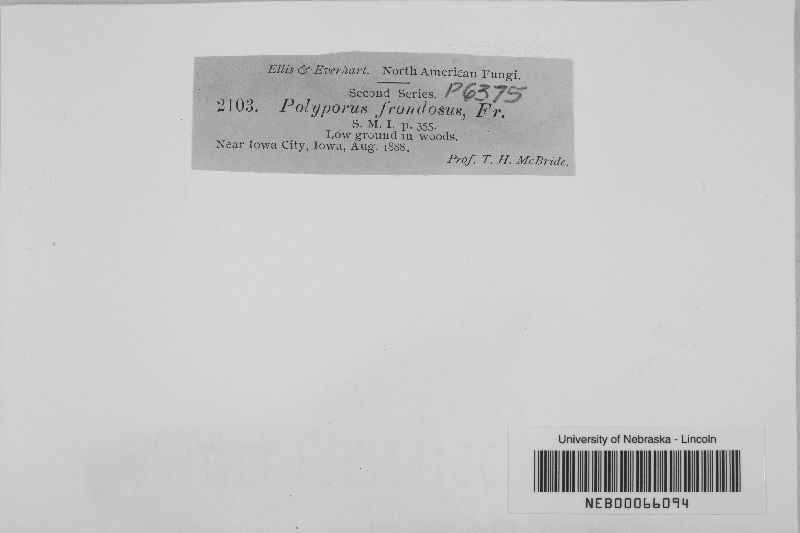 Ellis & Everhart. North American Fungi.
Second Series. P6375
2103. Polyporus frondosus, Fr.
S. M. I. p. 355.
Low ground in woods.
Near Iowa City, Iowa, Aug. 1888.
Prof. T. H. McBride.
University of Nebraska - Lincoln
NEB00066094